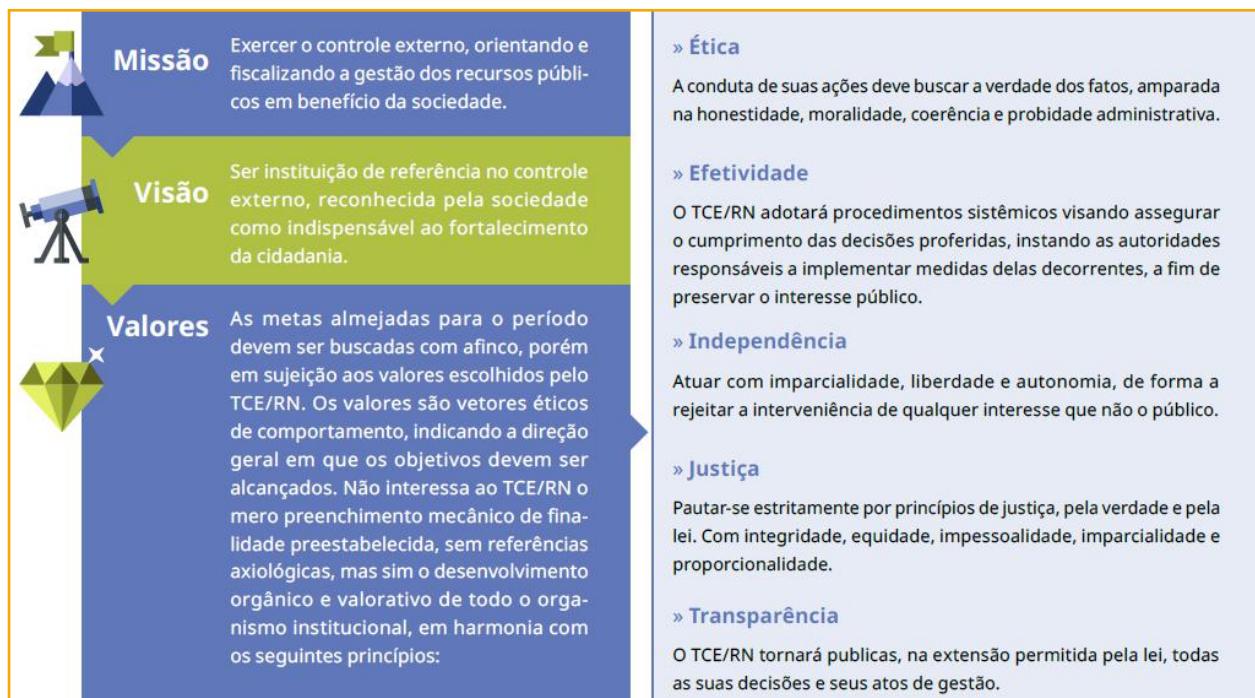 Missão
Exercer o controle externo, orientando e
fiscalizando a gestão dos recursos públi-
cos em benefício da sociedade.
Visão
Ser instituição de referência no controle
externo, reconhecida pela sociedade
como indispensável ao fortalecimento
da cidadania.
Valores
As metas almejadas para o período
devem ser buscadas com afinco, porém
em sujeição aos valores escolhidos pelo
TCE/RN. Os valores são vetores éticos
de comportamento, indicando a direção
geral em que os objetivos devem ser
alcançados. Não interessa ao TCE/RN o
mero preenchimento mecânico de fina-
lidade preestabelecida, sem referências
axiológicas, mas sim o desenvolvimento
orgânico e valorativo de todo o orga-
nismo institucional, em harmonia com
os seguintes princípios:
» Ética
A conduta de suas ações deve buscar a verdade dos fatos, amparada
na honestidade, moralidade, coerência e probidade administrativa.
» Efetividade
O TCE/RN adotará procedimentos sistêmicos visando assegurar
o cumprimento das decisões proferidas, instando as autoridades
responsáveis a implementar medidas delas decorrentes, a fim de
preservar o interesse público.
» Independência
Atuar com imparcialidade, liberdade e autonomia, de forma a
rejeitar a interveniência de qualquer interesse que não o público.
» Justiça
Pautar-se estritamente por princípios de justiça, pela verdade e pela
lei. Com integridade, equidade, impessoalidade, imparcialidade e
proporcionalidade.
» Transparência
O TCE/RN tornará publicas, na extensão permitida pela lei, todas
as suas decisões e seus atos de gestão.